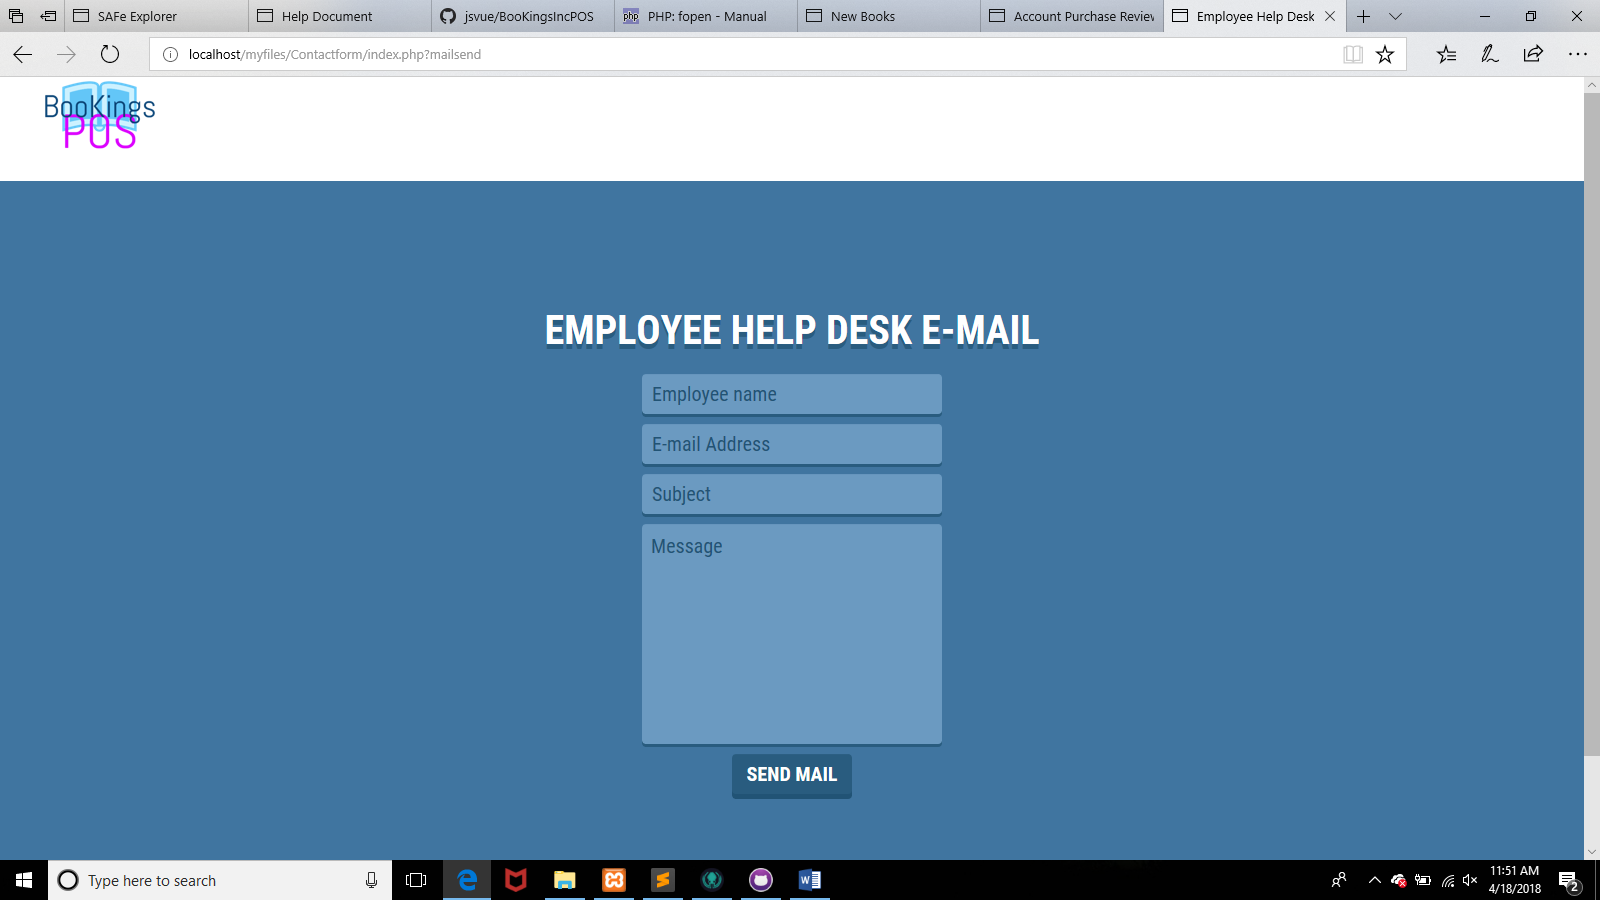 SAFe Explorer
Help Document
jsvue/BooKingsIncPOS
php
PHP: fopen - Manual
New Books
Account Purchase Review
Employee Help Desk
localhost/myfiles/Contactform/index.php?mailsend
BooKings
POS
EMPLOYEE HELP DESK E-MAIL
Employee name
E-mail Address
Subject
Message
SEND MAIL
Type here to search
11:51 AM
4/18/2018
2